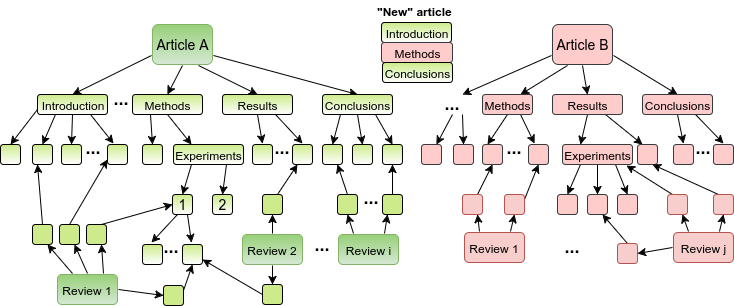 "New" article
Introduction
Methods
Conclusions
Article A
Article B
Introduction ... Methods Results Conclusions
... Methods Results Conclusions
...
...
...
...
Experiments
Experiments
1 2
...
...
Review 1
Review 2 ... Review i
Review 1 ... Review j